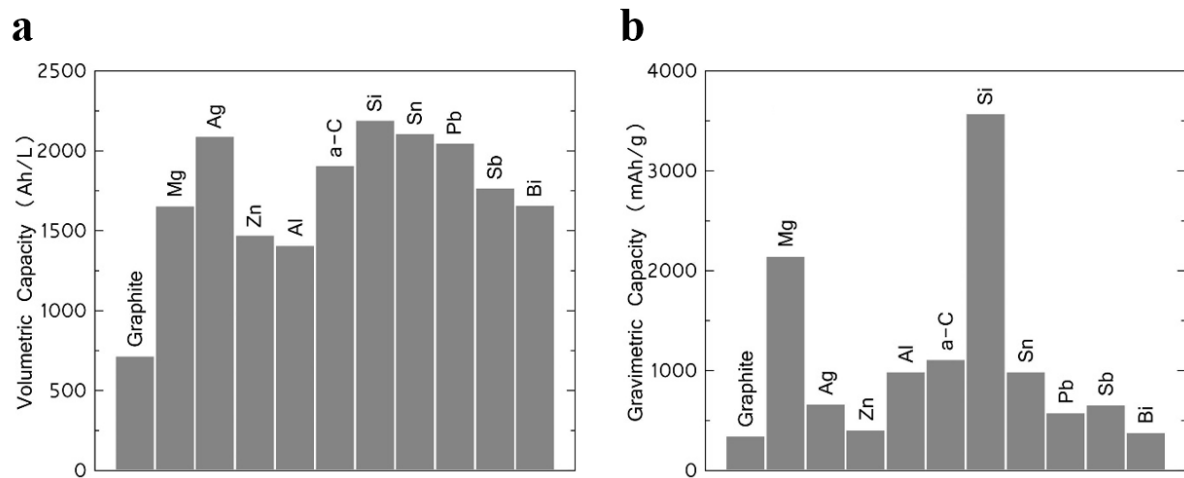 a
Volumetric Capacity (Ah/L)
2500
2000
1500
1000
500
0
Graphite
Mg
Ag
Zn
Al
a-C
Si
Sn
Pb
Sb
Bi
b
Gravimetric Capacity (mAh/g)
4000
3000
2000
1000
0
Graphite
Mg
Ag
Zn
Al
a-C
Si
Sn
Pb
Sb
Bi